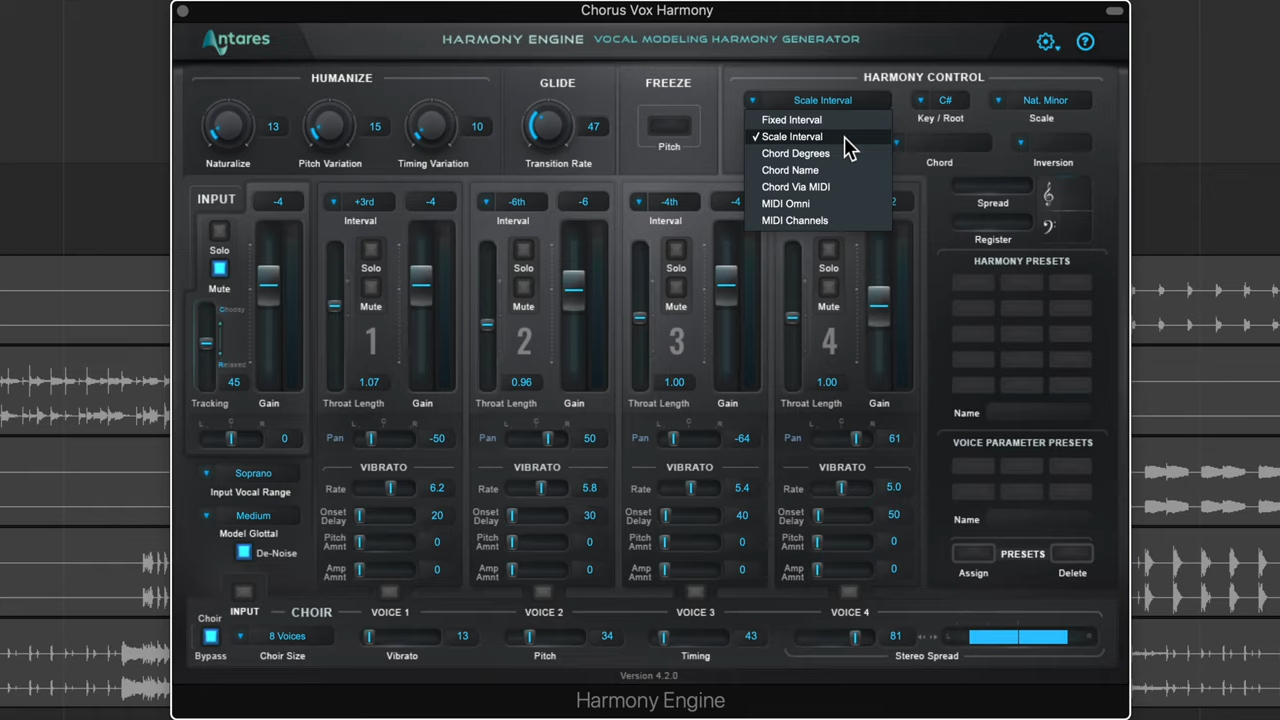 Chorus Vox Harmony
Antares
HARMONY ENGINE VOCAL MODELING HARMONY GENERATOR
HUMANIZE
13
Naturalize
15
Pitch Variation
10
Timing Variation
GLIDE
47
Transition Rate
FREEZE
Pitch
HARMONY CONTROL
Scale Interval
C#
Key / Root
Nat. Minor
Scale
Fixed Interval
✓ Scale Interval
Chord Degrees
Chord Name
Chord Via MIDI
MIDI Omni
MIDI Channels
Chord
Inversion
Spread
Register
INPUT
-4
Solo
Mute
Choosy
Relaxed
45
Tracking
Gain
L C R
0
Soprano
Input Vocal Range
Medium
Model Glottal
De-Noise
+3rd
Interval
-4
Solo
Mute
1
1.07
Throat Length
Gain
L C R
Pan
-50
VIBRATO
Rate
6.2
Onset
Delay
20
Pitch
Amnt
0
Amp
Amnt
0
-6th
Interval
-6
Solo
Mute
2
0.96
Throat Length
Gain
L C R
Pan
50
VIBRATO
Rate
5.8
Onset
Delay
30
Pitch
Amnt
0
Amp
Amnt
0
-4th
Interval
-4
Solo
Mute
3
1.00
Throat Length
Gain
L C R
Pan
-64
VIBRATO
Rate
5.4
Onset
Delay
40
Pitch
Amnt
0
Amp
Amnt
0
2
Solo
Mute
4
1.00
Throat Length
Gain
L C R
Pan
61
VIBRATO
Rate
5.0
Onset
Delay
50
Pitch
Amnt
0
Amp
Amnt
0
HARMONY PRESETS
Name
VOICE PARAMETER PRESETS
Name
PRESETS
Assign
Delete
INPUT
CHOIR
VOICE 1
VOICE 2
VOICE 3
VOICE 4
Choir
Bypass
8 Voices
Choir Size
13
Vibrato
34
Pitch
43
Timing
81
L
R
Stereo Spread
Version 4.2.0
Harmony Engine